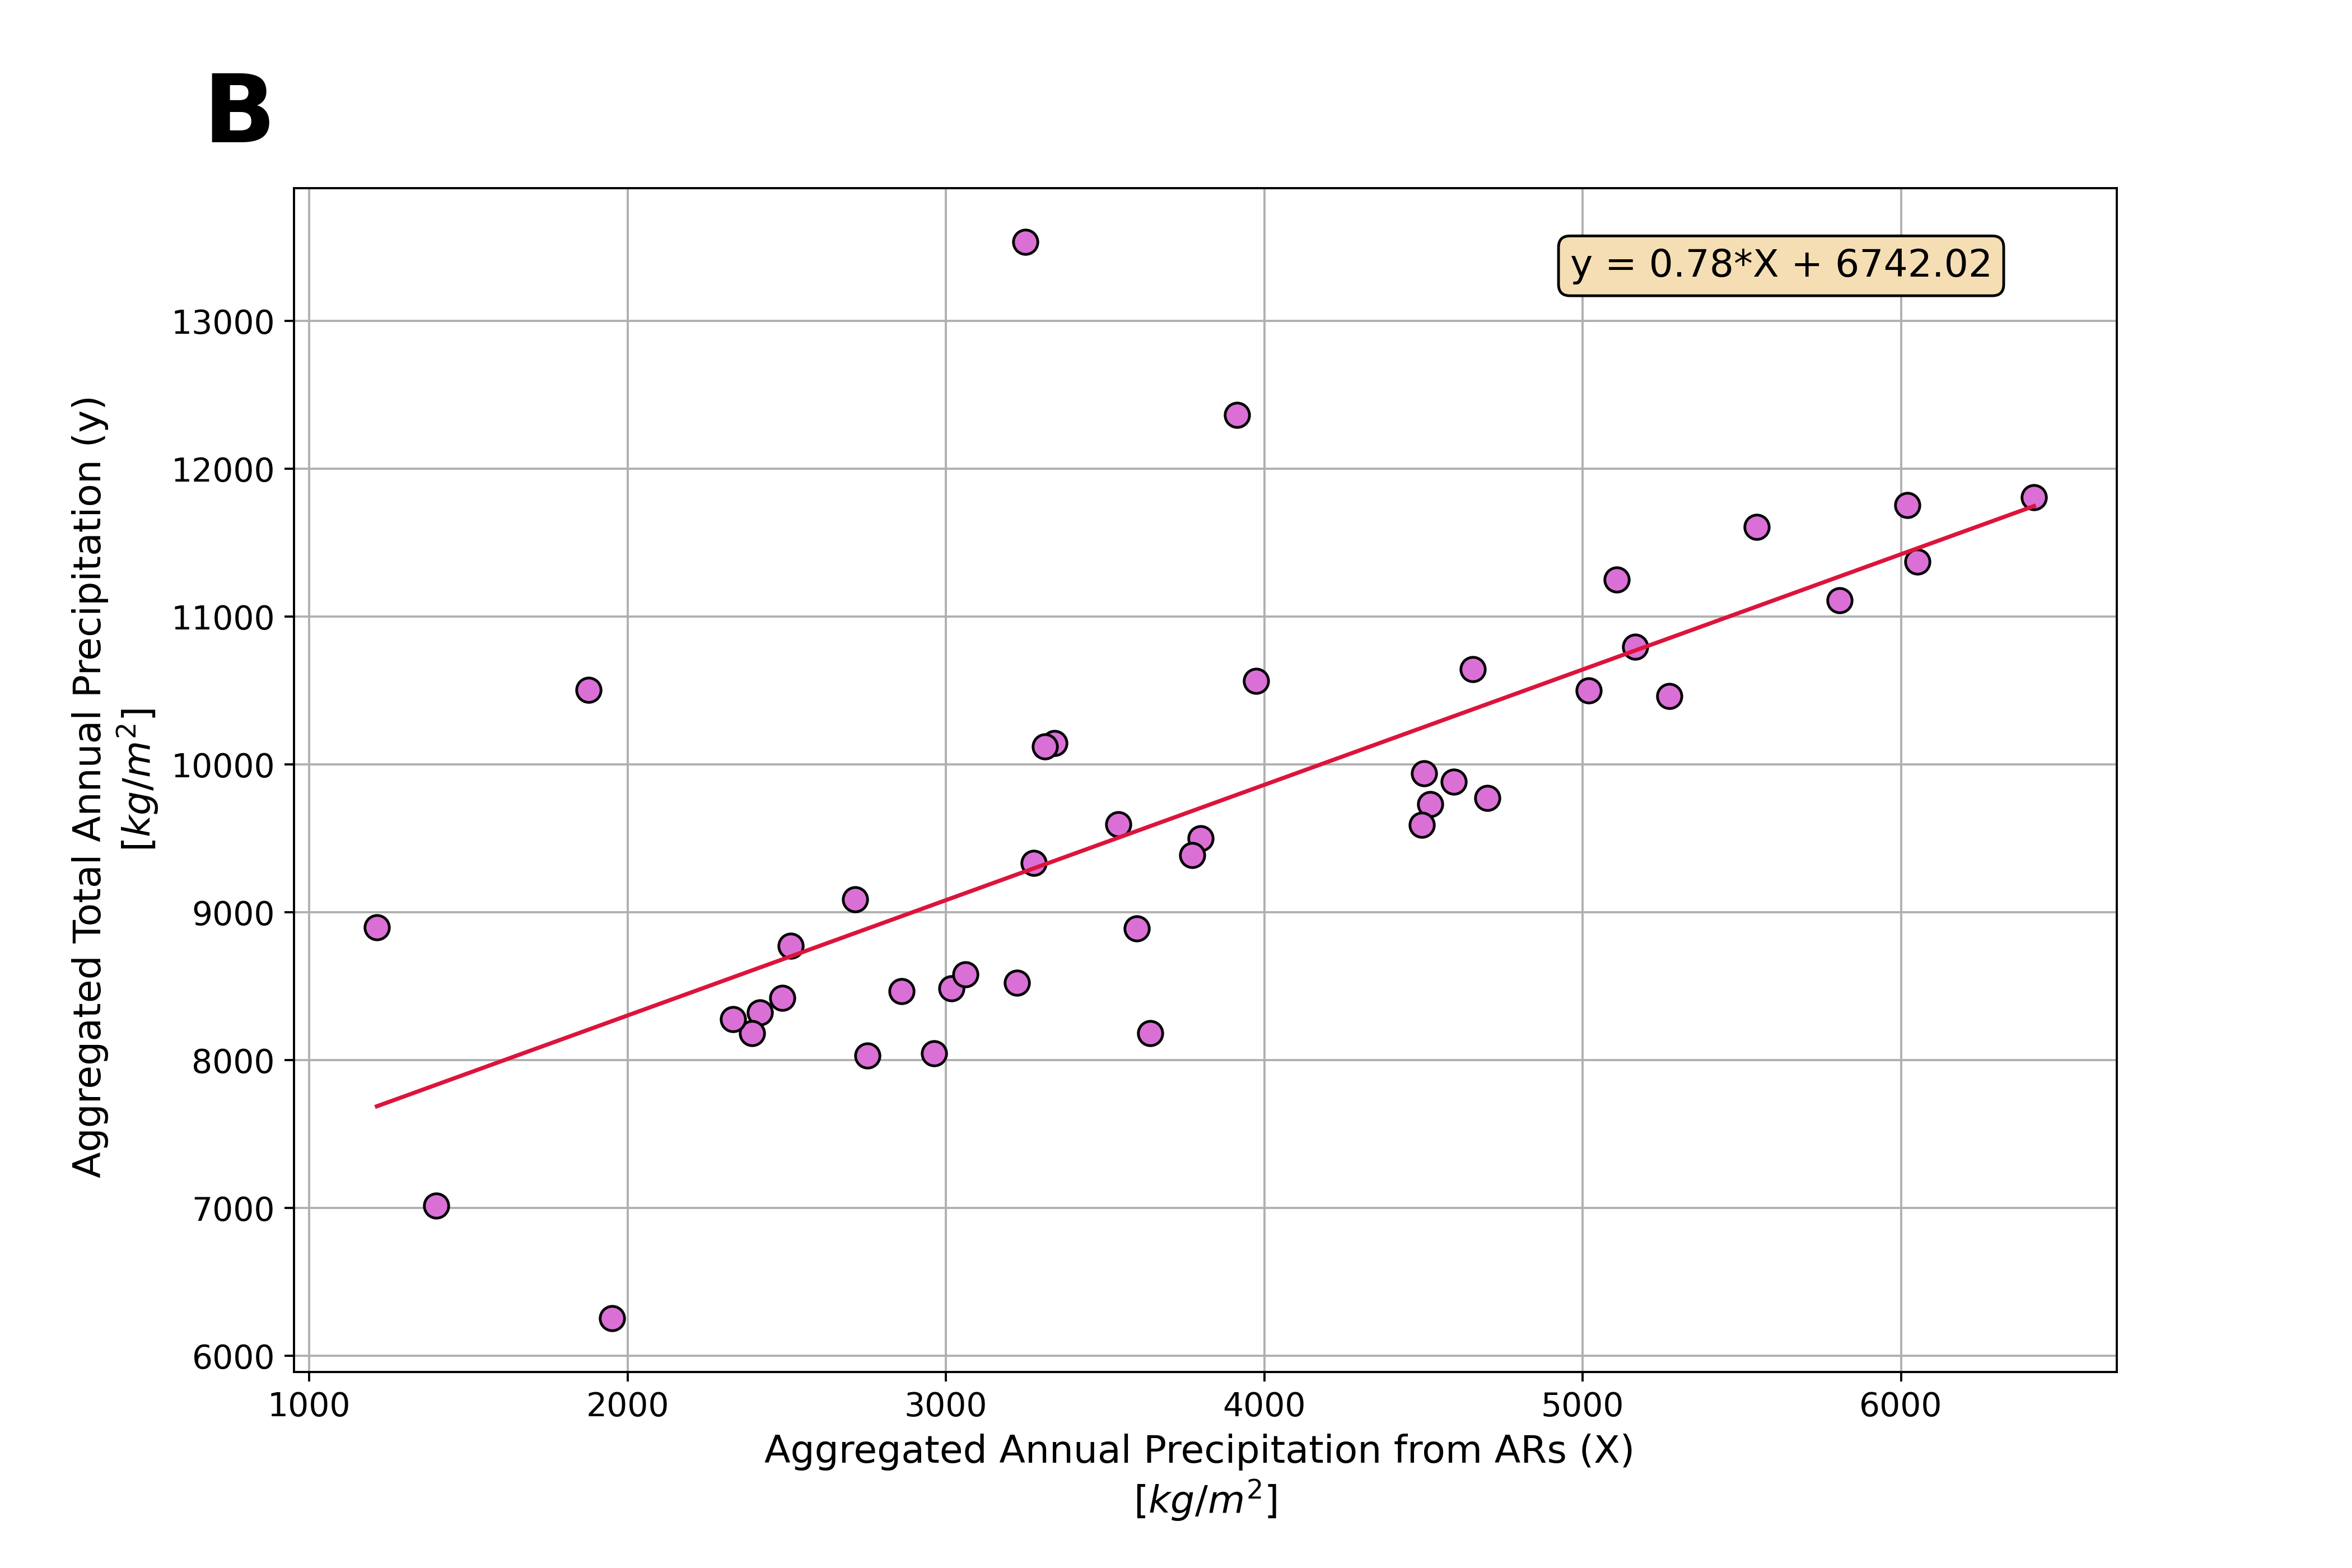 B
y = 0.78*X + 6742.02
13000
12000
11000
10000
9000
8000
7000
6000
Aggregated Total Annual Precipitation (y)
[kg/m²]
1000 2000 3000 4000 5000 6000
Aggregated Annual Precipitation from ARs (X)
[kg/m²]